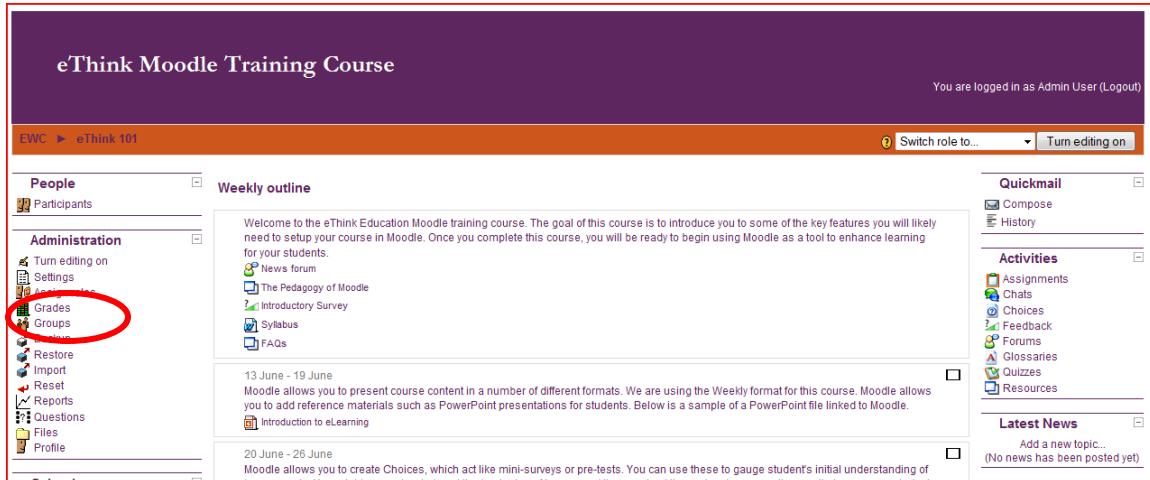 eThink Moodle Training Course
You are logged in as Admin User (Logout)
EWC ► eThink 101
Switch role to...
Turn editing on
People
Participants
Administration
Turn editing on
Settings
Grades
Groups
Restore
Import
Reset
Reports
Questions
Files
Profile
Weekly outline
Welcome to the eThink Education Moodle training course. The goal of this course is to introduce you to some of the key features you will likely
need to setup your course in Moodle. Once you complete this course, you will be ready to begin using Moodle as a tool to enhance learning
for your students.
News forum
The Pedagogy of Moodle
Introductory Survey
Syllabus
FAQs
13 June - 19 June
Moodle allows you to present course content in a number of different formats. We are using the Weekly format for this course. Moodle allows
you to add reference materials such as PowerPoint presentations for students. Below is a sample of a PowerPoint file linked to Moodle.
Introduction to eLearning
20 June - 26 June
Moodle allows you to create Choices, which act like mini-surveys or pre-tests. You can use these to gauge student's initial understanding of
Quickmail
Compose
History
Activities
Assignments
Chats
Choices
Feedback
Forums
Glossaries
Quizzes
Resources
Latest News
Add a new topic...
(No news has been posted yet)